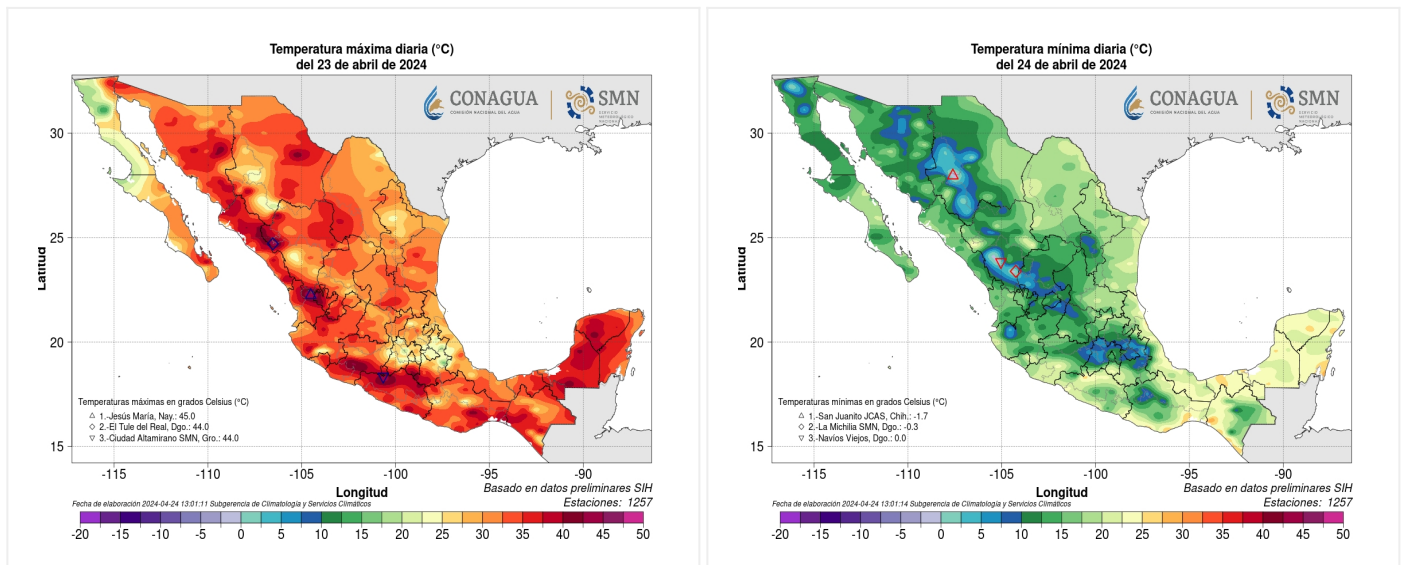 Temperatura máxima diaria (°C)
del 23 de abril de 2024
CONAGUA
COMISIÓN NACIONAL DEL AGUA
SMN
SERVICIO
METEOROLÓGICO
NACIONAL
30
25
20
15
Latitud
Temperaturas máximas en grados Celsius (°C)
1.-Jesús María, Nay.: 45.0
2.-El Tule del Real, Dgo.: 44.0
3.-Ciudad Altamirano SMN, Gro.: 44.0
-115 -110 -105 -100 -95 -90
Longitud
Basado en datos preliminares SIH
Fecha de elaboración 2024-04-24 13:01:11 Subgerencia de Climatología y Servicios Climáticos
Estaciones: 1257
-20 -15 -10 -5 0 5 10 15 20 25 30 35 40 45 50
Temperatura mínima diaria (°C)
del 24 de abril de 2024
CONAGUA
COMISIÓN NACIONAL DEL AGUA
SMN
SERVICIO
METEOROLÓGICO
NACIONAL
30
25
20
15
Latitud
Temperaturas mínimas en grados Celsius (°C)
1.-San Juanito JCAS, Chih.: -1.7
2.-La Michilia SMN, Dgo.: -0.3
3.-Navíos Viejos, Dgo.: 0.0
-115 -110 -105 -100 -95 -90
Longitud
Basado en datos preliminares SIH
Fecha de elaboración 2024-04-24 13:01:14 Subgerencia de Climatología y Servicios Climáticos
Estaciones: 1257
-20 -15 -10 -5 0 5 10 15 20 25 30 35 40 45 50